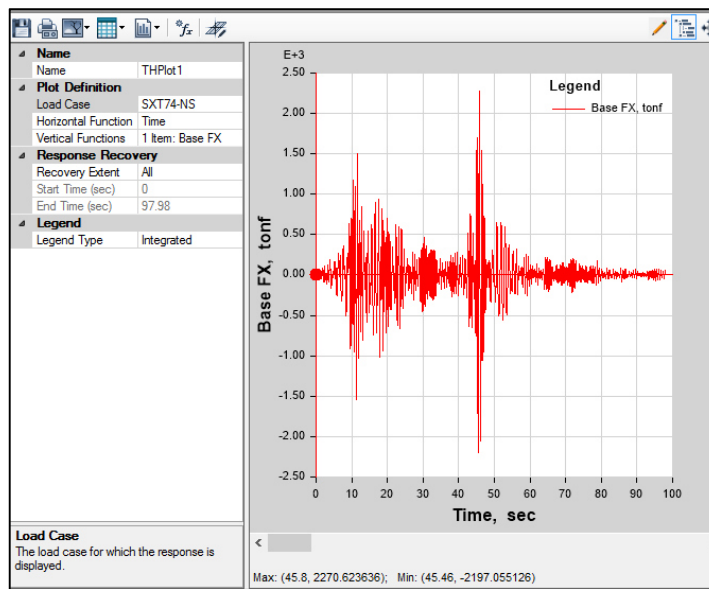 fx
Name
Name THPlot1
Plot Definition
Load Case SXT74-NS
Horizontal Function Time
Vertical Functions 1 Item: Base FX
Response Recovery
Recovery Extent All
Start Time (sec) 0
End Time (sec) 97.98
Legend
Legend Type Integrated
Load Case
The load case for which the response is
displayed.
E+3
Legend
Base FX, tonf
2.50
2.00
1.50
1.00
0.50
0.00
-0.50
-1.00
-1.50
-2.00
-2.50
Base FX, tonf
0 10 20 30 40 50 60 70 80 90 100
Time, sec
Max: (45.8, 2270.623636); Min: (45.46, -2197.055126)